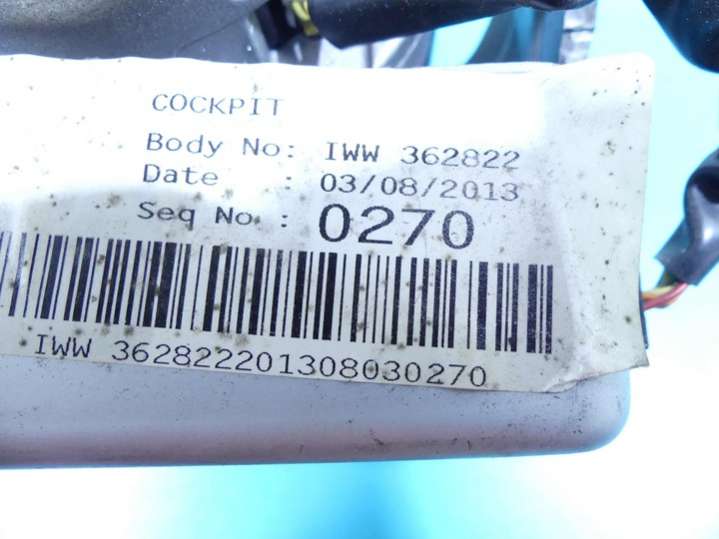 COCKPIT
Body No: IWW 362822
Date : 03/08/2013
Seq No : 0270
IWW 362822201308030270